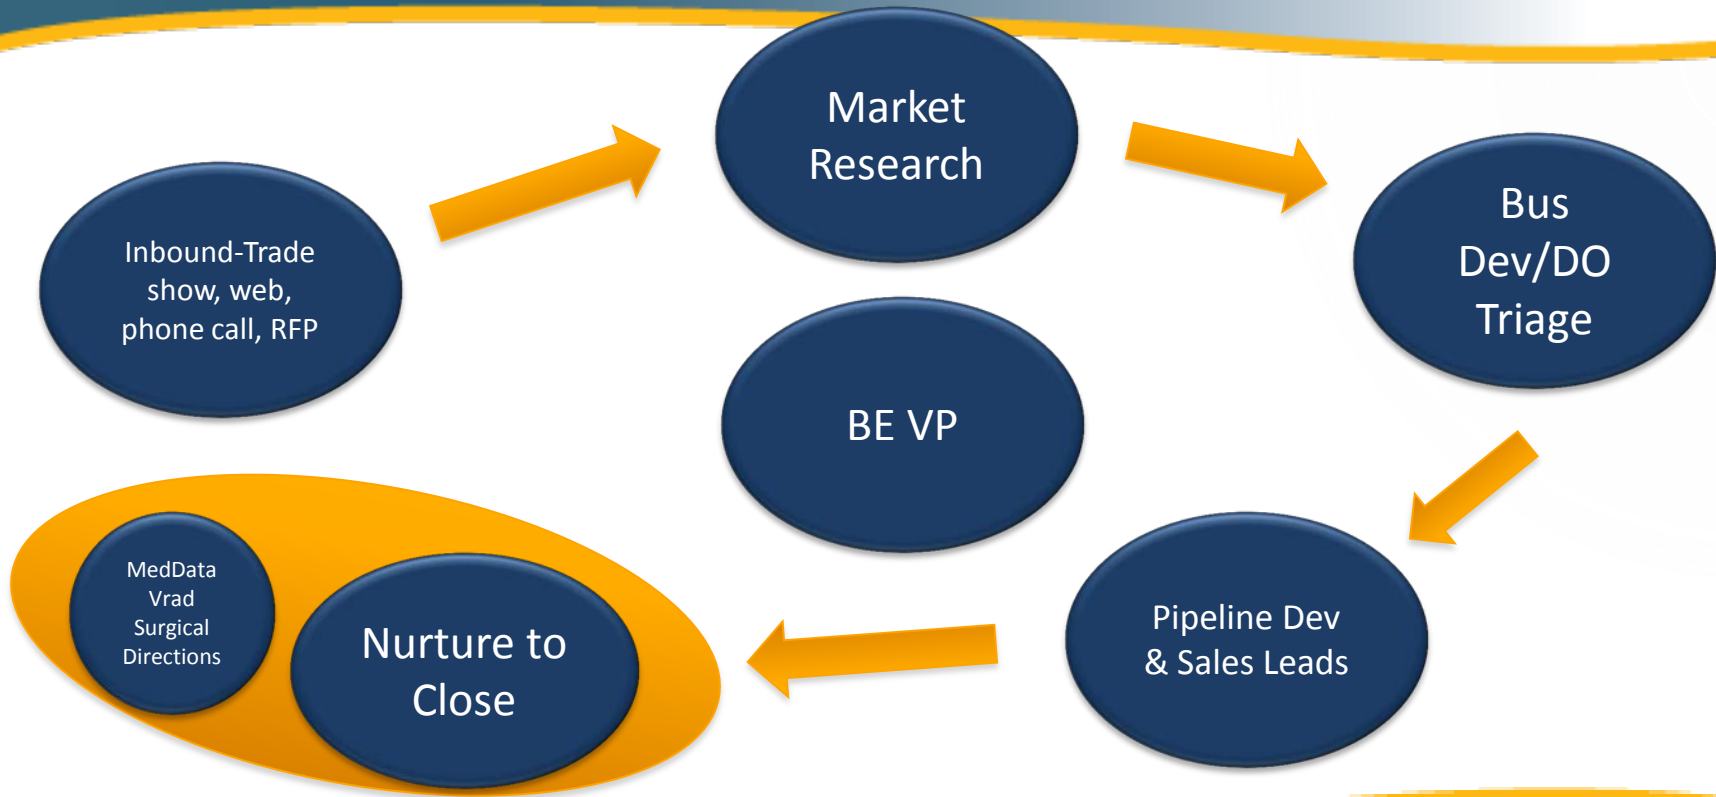 Market
Research
Inbound-Trade
show, web,
phone call, RFP
Bus
Dev/DO
Triage
BE VP
MedData
Vrad
Surgical
Directions
Nurture to
Close
Pipeline Dev
& Sales Leads